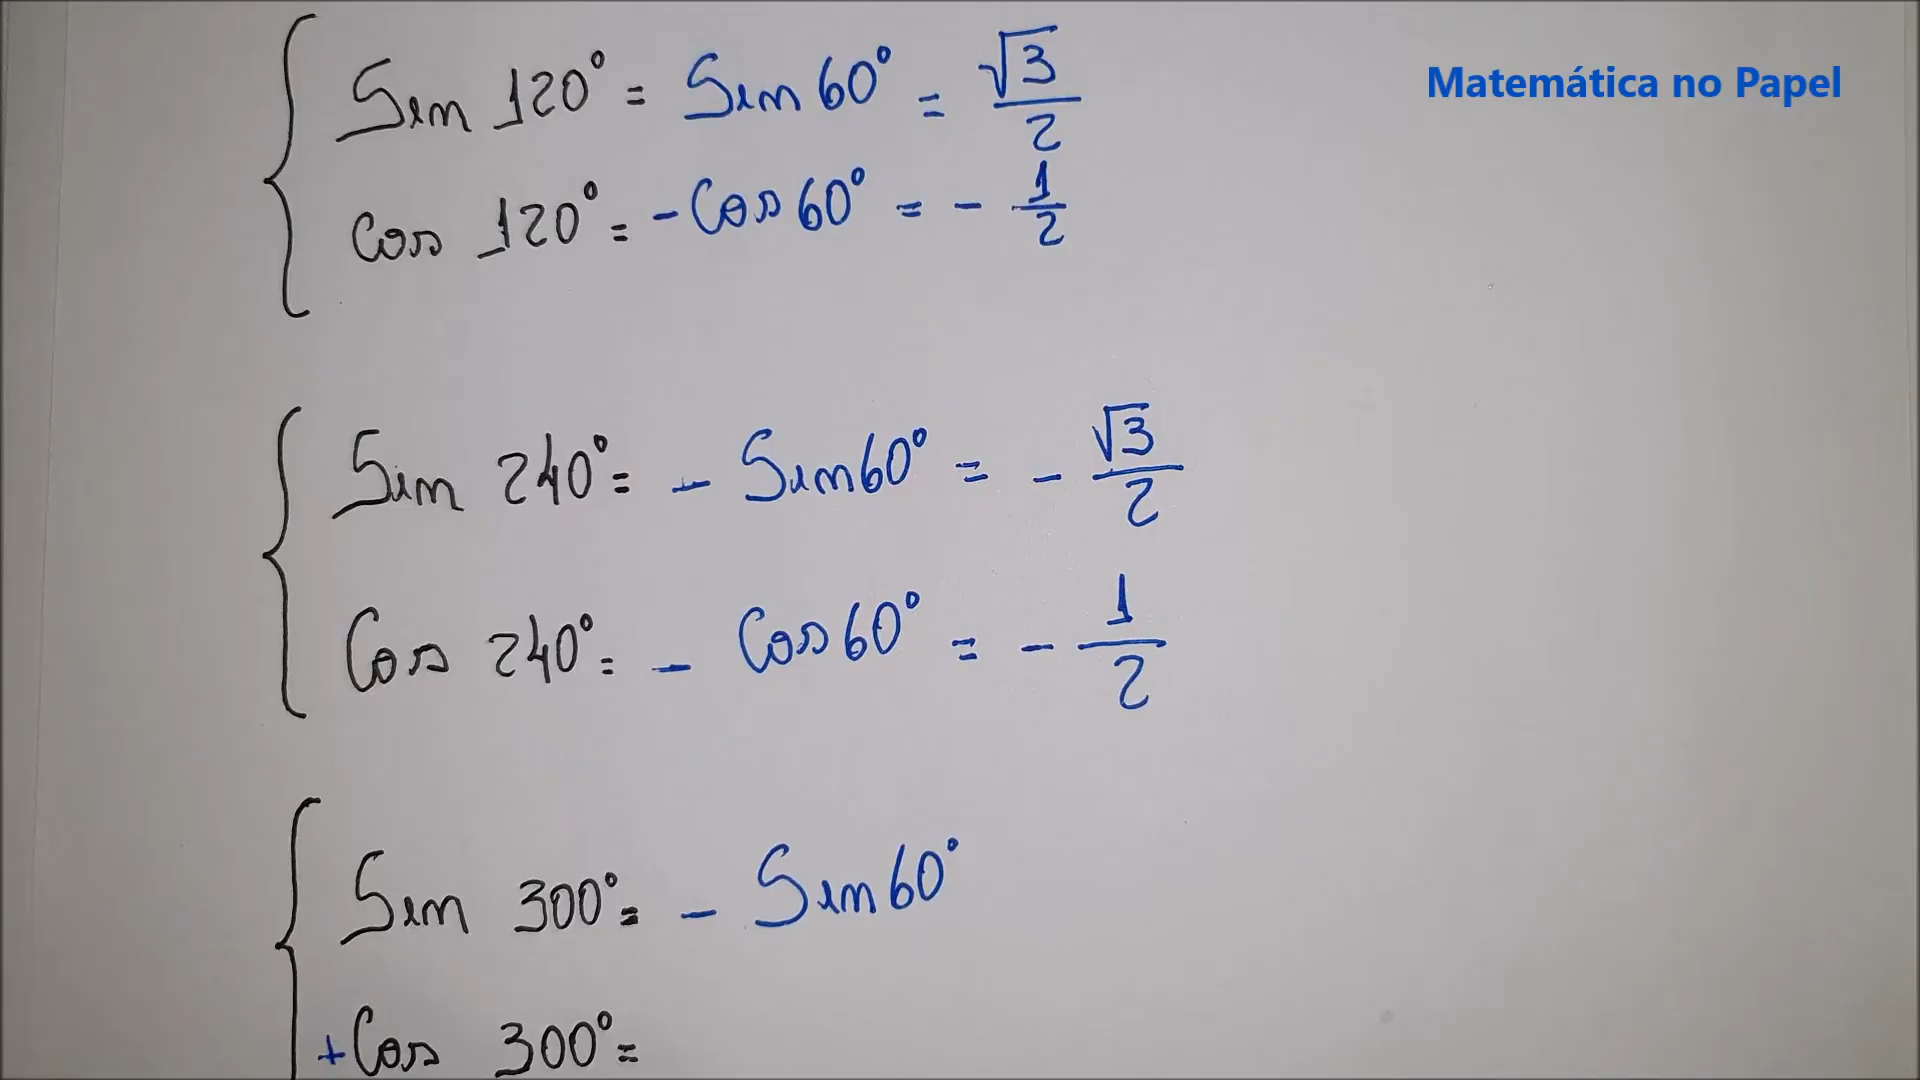 Matemática no Papel
Sen 120° = Sen 60° = √3/2
Cos 120° = - Cos 60° = - 1/2
Sen 240° = - Sen 60° = - √3/2
Cos 240° = - Cos 60° = - 1/2
Sen 300° = - Sen 60°
+ Cos 300° =